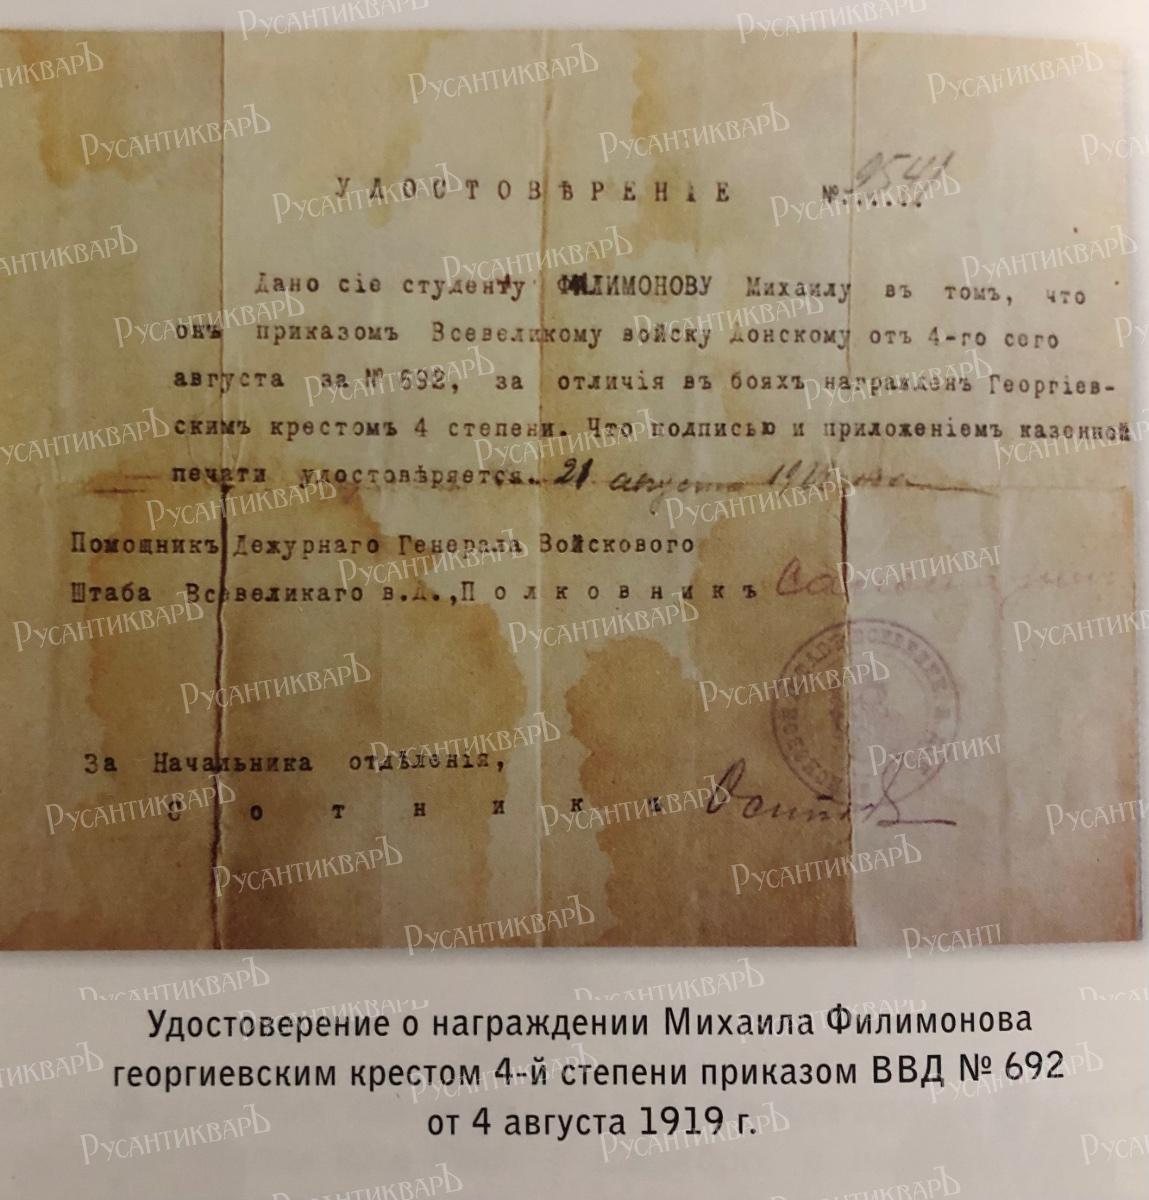 УДОСТОВѢРЕНІЕ № 9541
Дано сіе студенту ФИЛИМОНОВУ Михаилу въ томъ, что
онъ приказомъ Всевеликому войску Донскому отъ 4-го сего
августа за № 692, за отличія въ бояхъ награжденъ Георгіев-
скимъ крестомъ 4 степени. Что подписью и приложеніемъ казенной
печати удостовѣряется. 21 августа
Помощникъ Дежурнаго Генерала Войскового
Штаба Всевеликаго в.Д., Полковникъ
За Начальника отдѣленія,
Сотникъ
Удостоверение о награждении Михаила Филимонова
георгиевским крестом 4-й степени приказом ВВД № 692
от 4 августа 1919 г.
РусантикварЪ